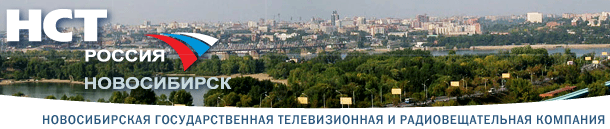 НСТ
РОССИЯ
НОВОСИБИРСК
НОВОСИБИРСКАЯ ГОСУДАРСТВЕННАЯ ТЕЛЕВИЗИОННАЯ И РАДИОВЕЩАТЕЛЬНАЯ КОМПАНИЯ